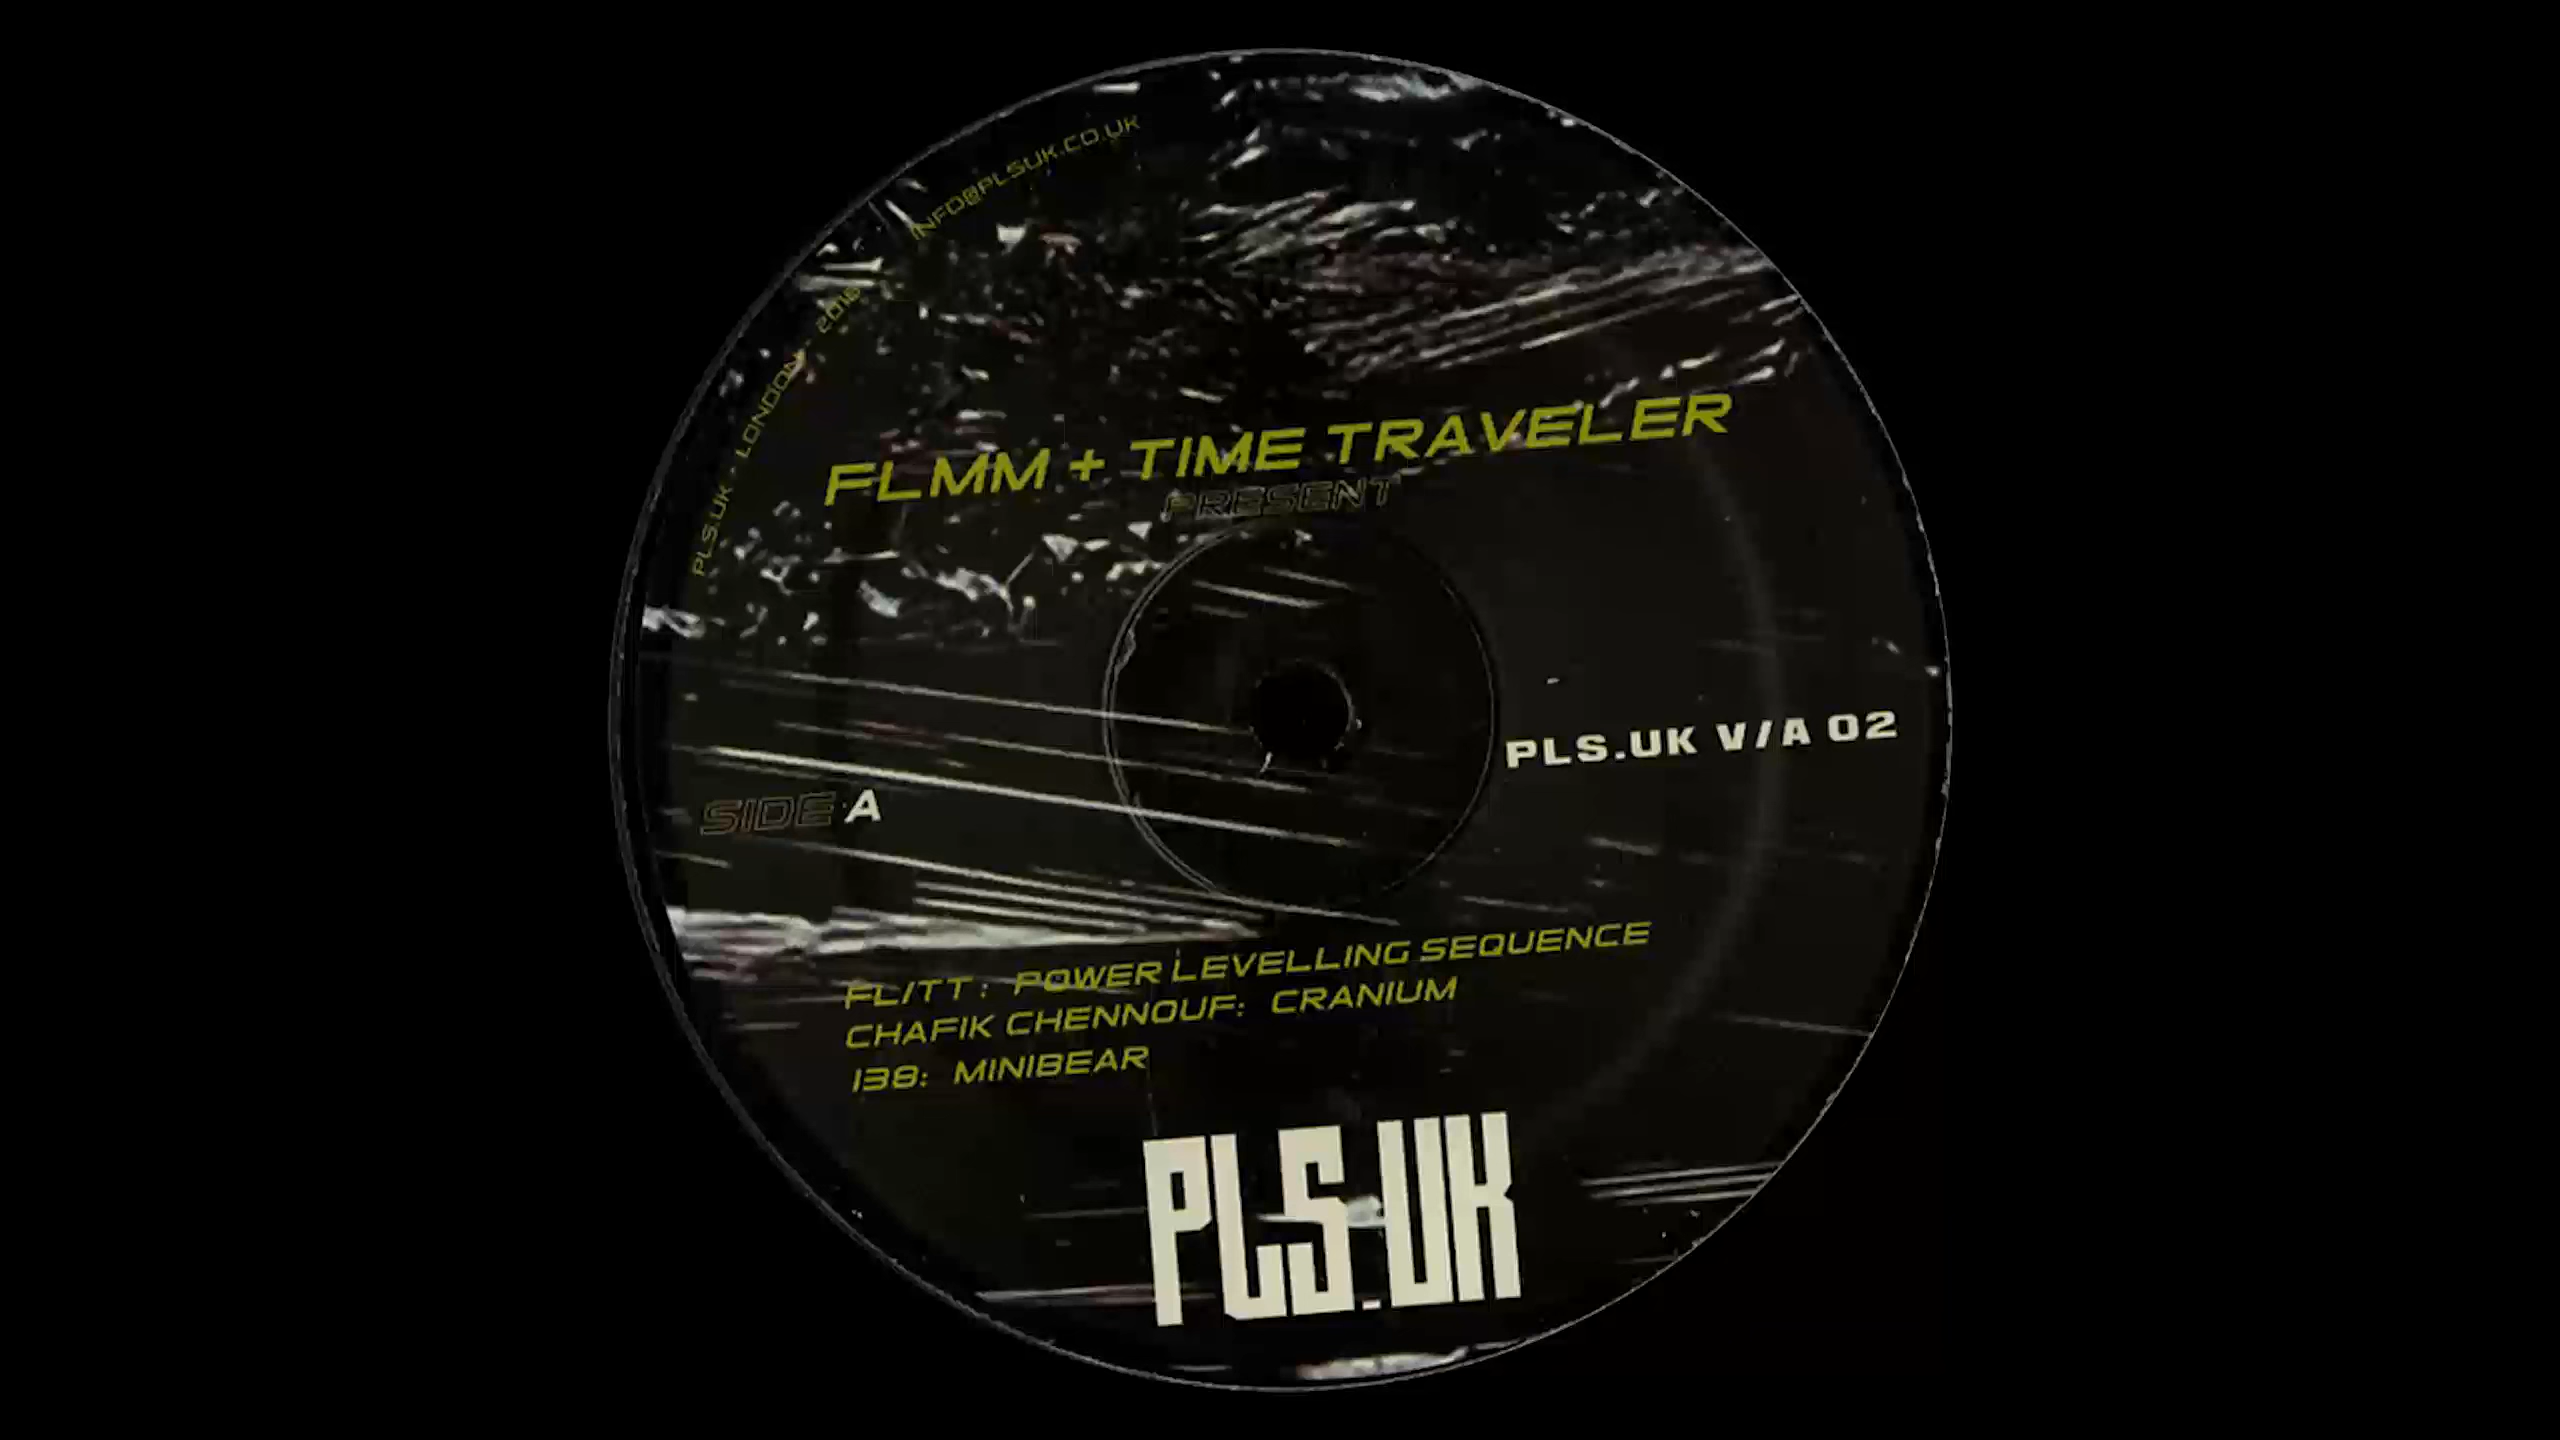 INFO@PLSUK.CO.UK
PLS.UK - LONDON - 2018
FLMM + TIME TRAVELER
PRESENT
PLS.UK V/A 02
SIDE A
FL/TT: POWER LEVELLING SEQUENCE
CHAFIK CHENNOUF: CRANIUM
138: MINIBEAR
PLS.UK